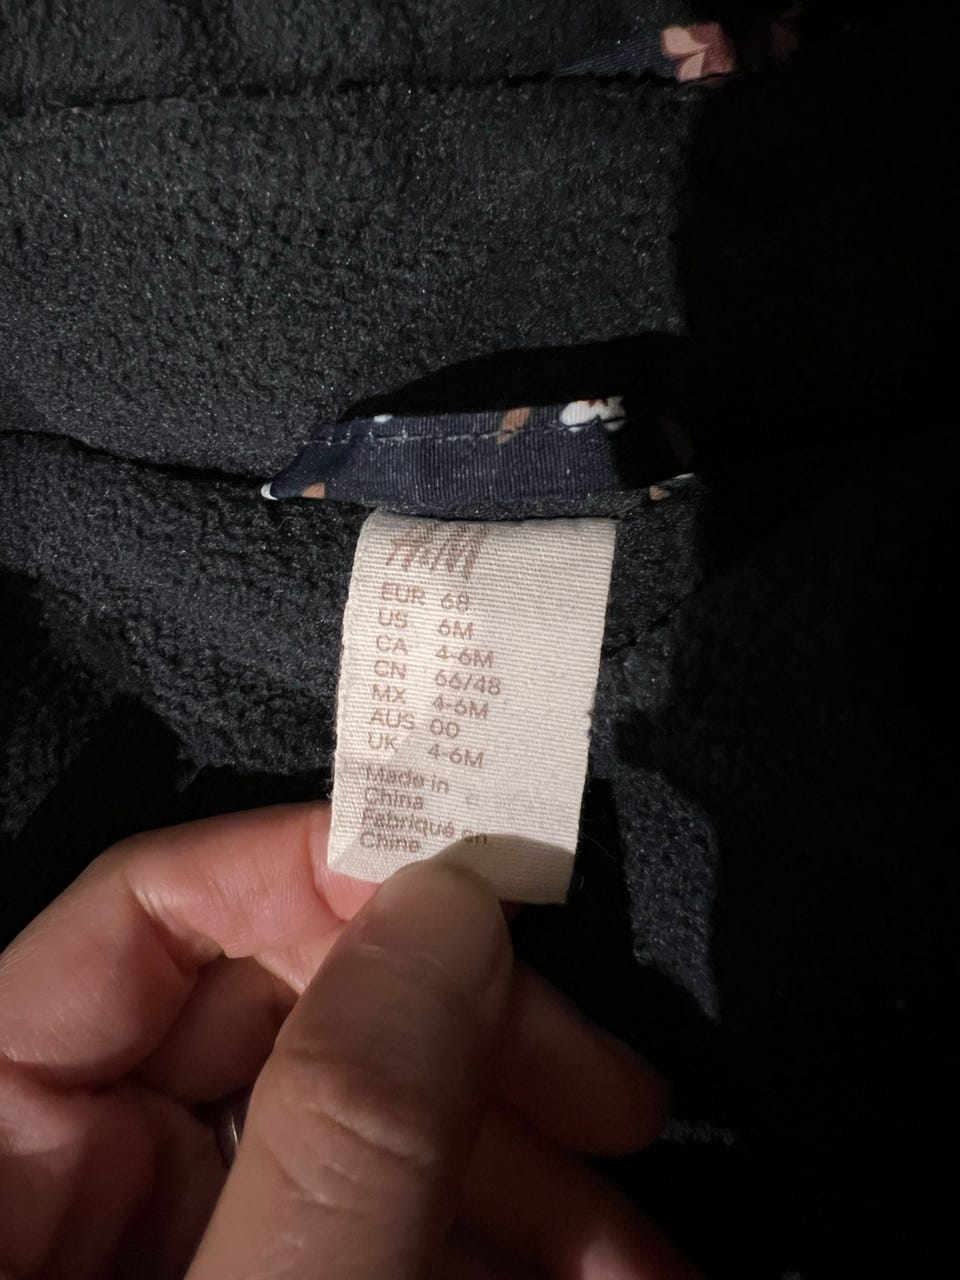 H&M
EUR 68
US 6M
CA 4-6M
CN 66/48
MX 4-6M
AUS 00
UK 4-6M
Made in
China
Fabriqué en
Chine